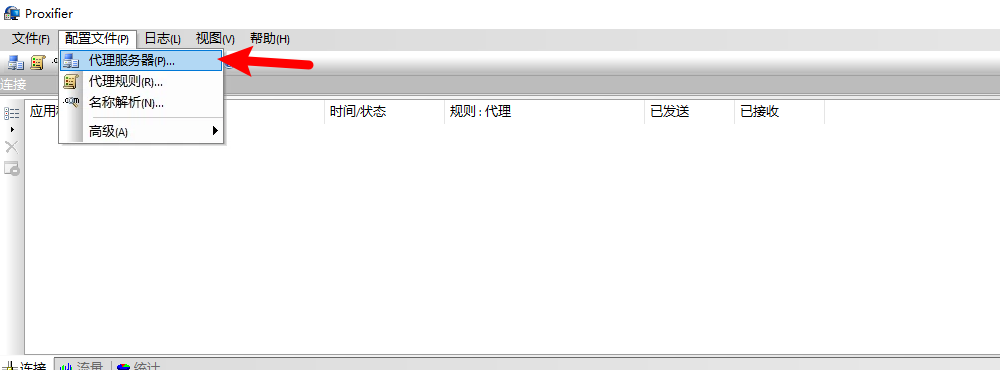 Proxifier
文件(F) 配置文件(P) 日志(L) 视图(V) 帮助(H)
代理服务器(P)...
连接
代理规则(R)...
.com 名称解析(N)...
应用 时间/状态 规则 : 代理 已发送 已接收
高级(A)
连接 流量 统计